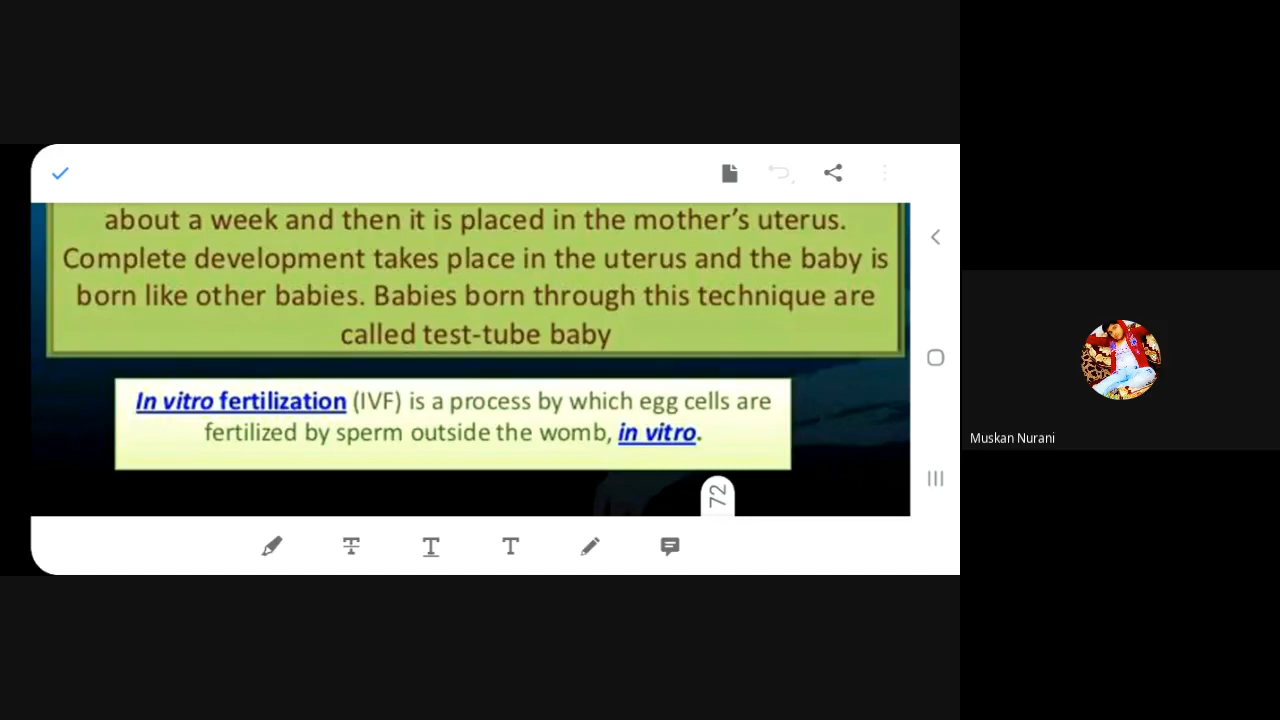 about a week and then it is placed in the mother's uterus.
Complete development takes place in the uterus and the baby is
born like other babies. Babies born through this technique are
called test-tube baby
In vitro fertilization (IVF) is a process by which egg cells are
fertilized by sperm outside the womb, in vitro.
72
Muskan Nurani